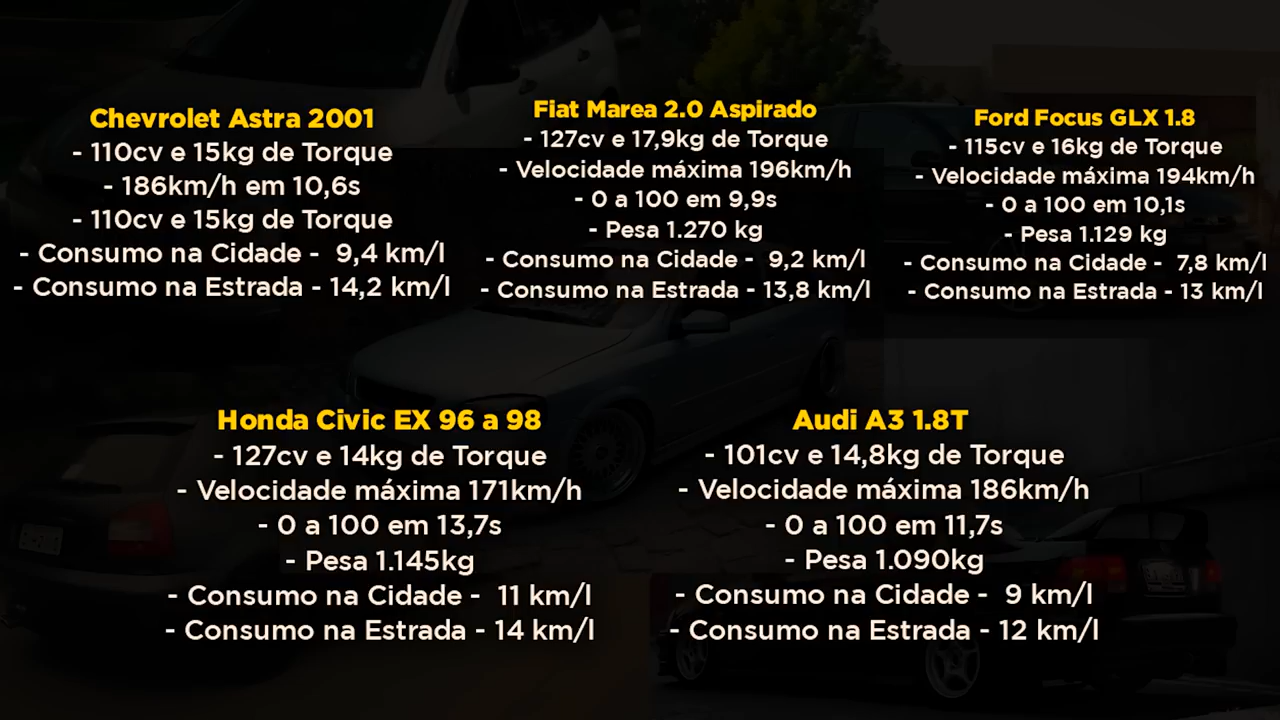 Chevrolet Astra 2001
- 110cv e 15kg de Torque
- 186km/h em 10,6s
- 110cv e 15kg de Torque
- Consumo na Cidade - 9,4 km/l
- Consumo na Estrada - 14,2 km/l
Fiat Marea 2.0 Aspirado
- 127cv e 17,9kg de Torque
- Velocidade máxima 196km/h
- 0 a 100 em 9,9s
- Pesa 1.270 kg
- Consumo na Cidade - 9,2 km/l
- Consumo na Estrada - 13,8 km/l
Ford Focus GLX 1.8
- 115cv e 16kg de Torque
- Velocidade máxima 194km/h
- 0 a 100 em 10,1s
- Pesa 1.129 kg
- Consumo na Cidade - 7,8 km/l
- Consumo na Estrada - 13 km/l
Honda Civic EX 96 a 98
- 127cv e 14kg de Torque
- Velocidade máxima 171km/h
- 0 a 100 em 13,7s
- Pesa 1.145kg
- Consumo na Cidade - 11 km/l
- Consumo na Estrada - 14 km/l
Audi A3 1.8T
- 101cv e 14,8kg de Torque
- Velocidade máxima 186km/h
- 0 a 100 em 11,7s
- Pesa 1.090kg
- Consumo na Cidade - 9 km/l
- Consumo na Estrada - 12 km/l